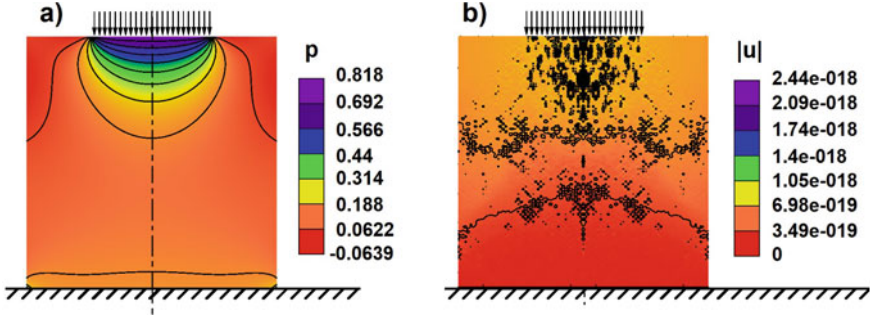 a)
p
0.818
0.692
0.566
0.44
0.314
0.188
0.0622
-0.0639
b)
|u|
2.44e-018
2.09e-018
1.74e-018
1.4e-018
1.05e-018
6.98e-019
3.49e-019
0